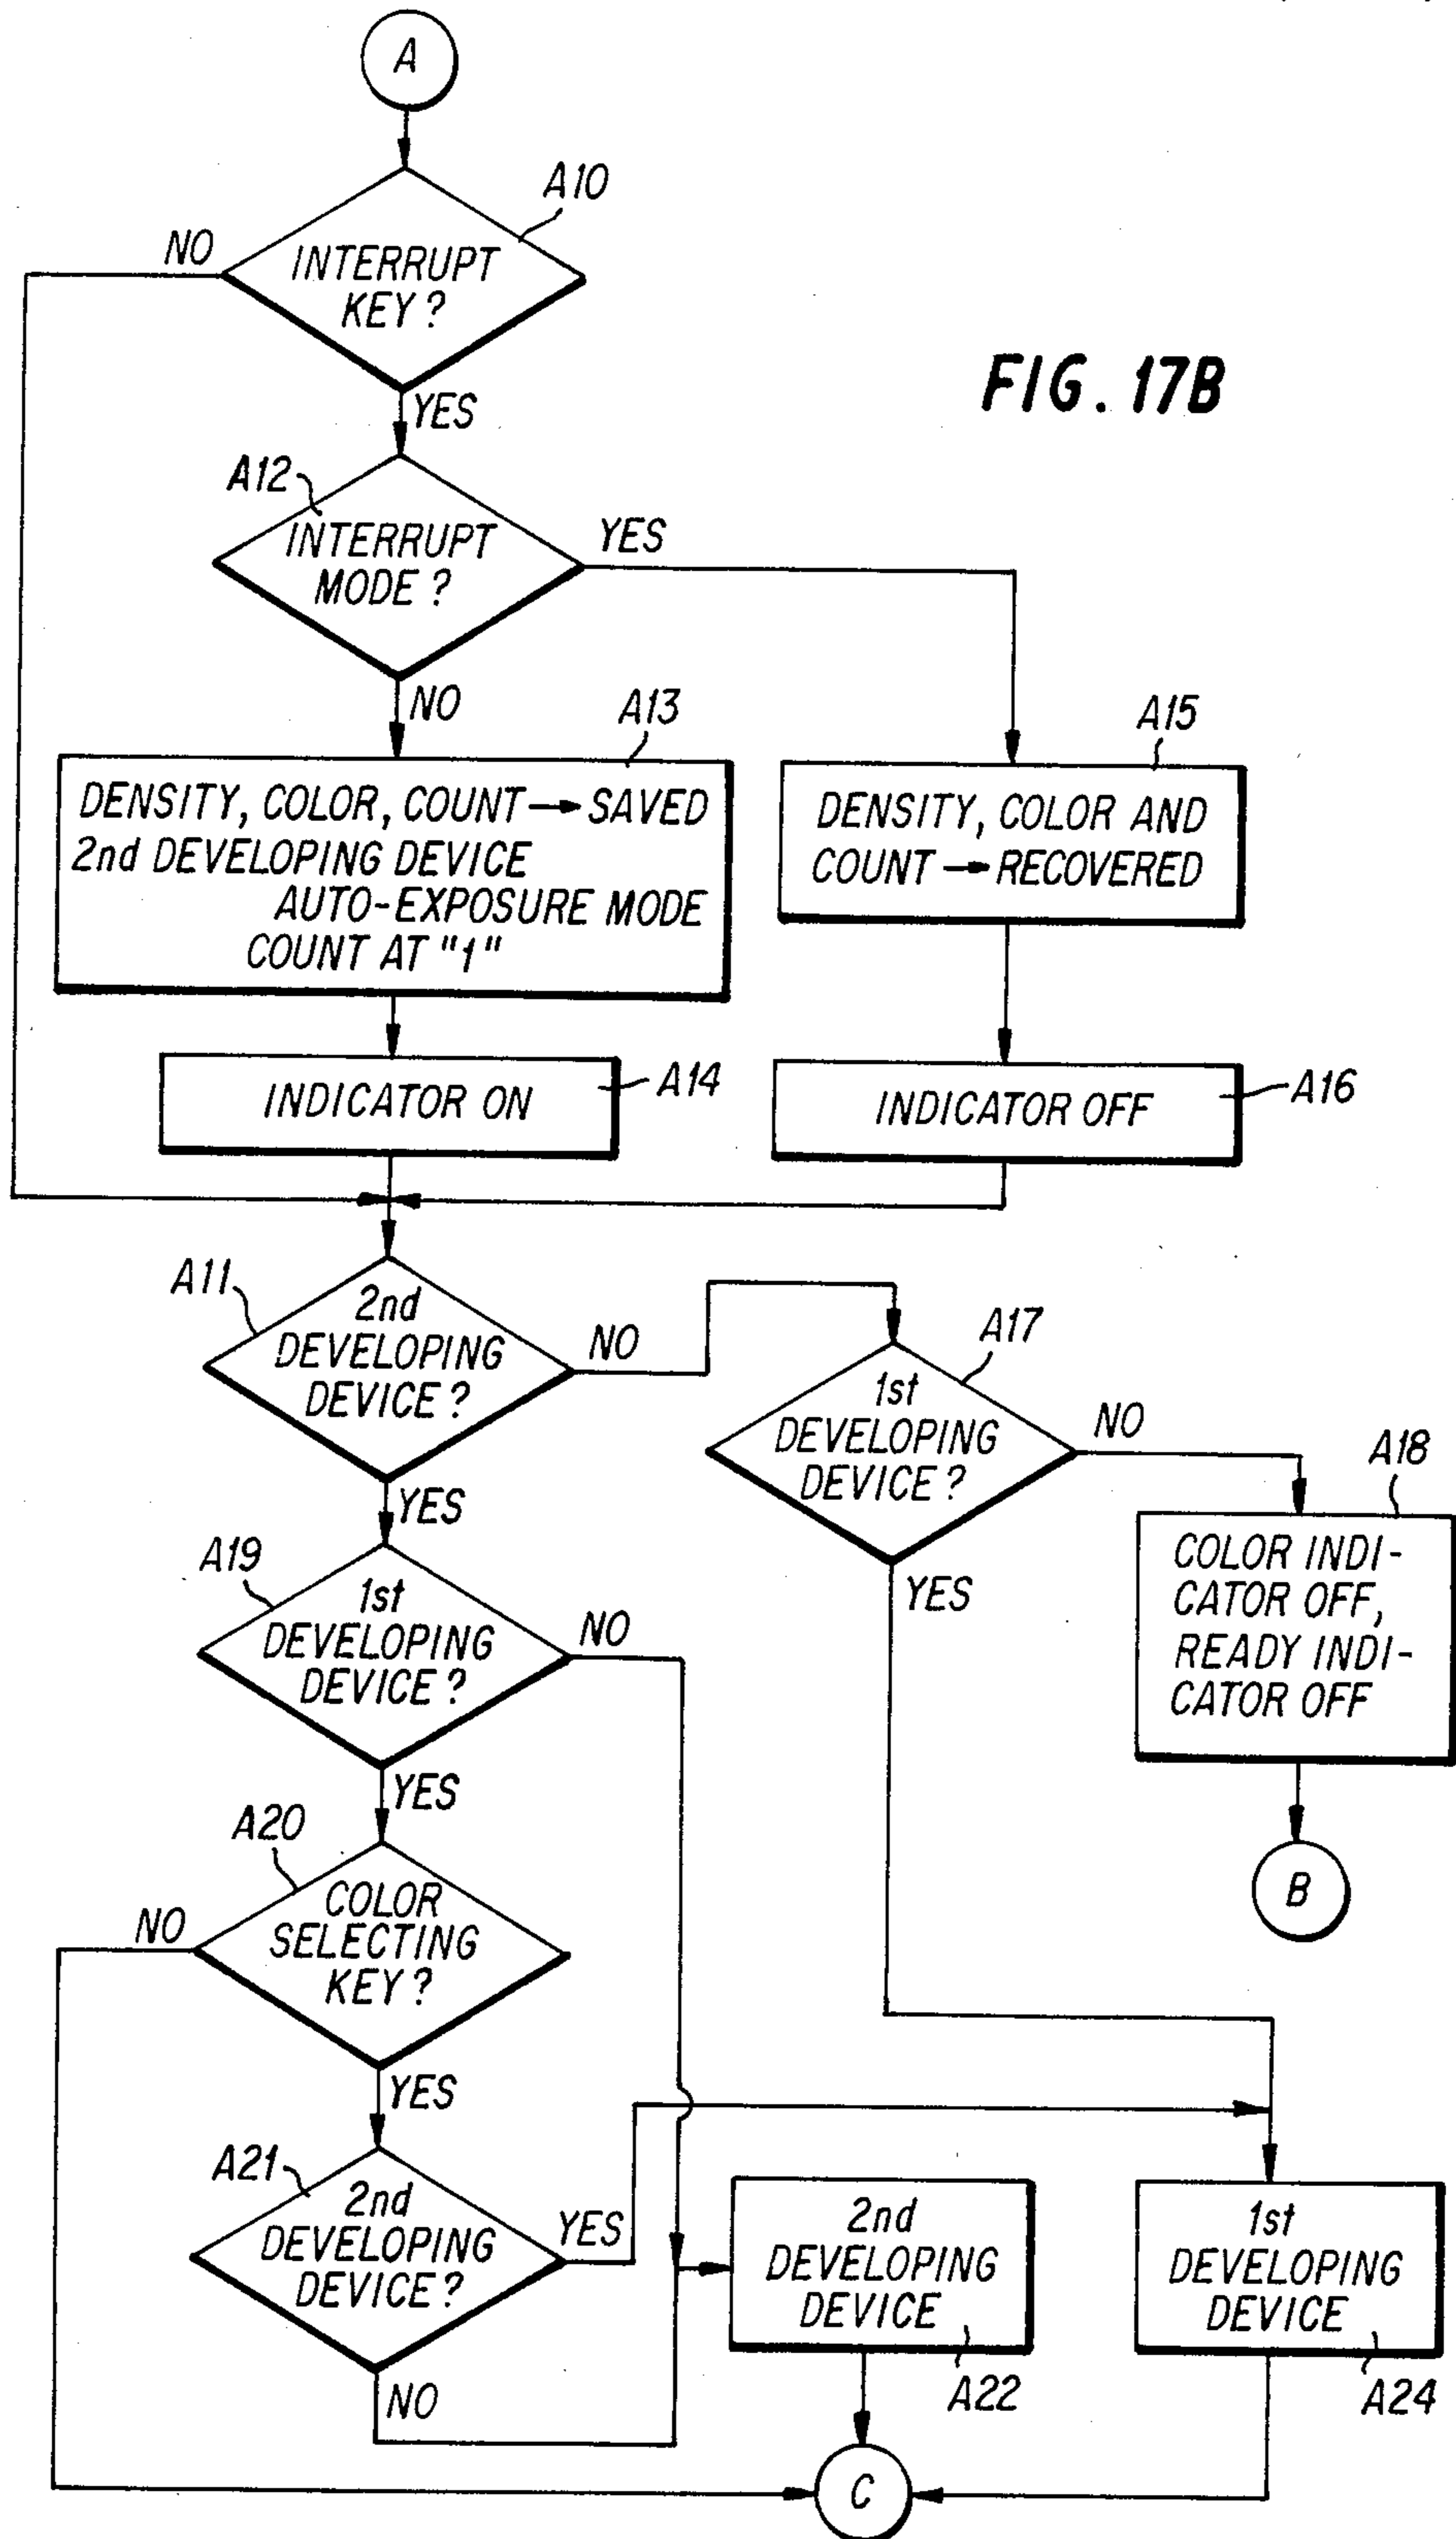 A
A10
NO
INTERRUPT
KEY?
FIG. 17B
YES
A12
INTERRUPT
MODE?
YES
NO
A13
DENSITY, COLOR, COUNT → SAVED
2nd DEVELOPING DEVICE
AUTO-EXPOSURE MODE
COUNT AT "1"
A15
DENSITY, COLOR AND
COUNT → RECOVERED
INDICATOR ON
A14
INDICATOR OFF
A16
A11
2nd
DEVELOPING
DEVICE?
NO
A17
1st
DEVELOPING
DEVICE?
NO
A18
COLOR INDI-
CATOR OFF,
READY INDI-
CATOR OFF
YES
YES
A19
1st
DEVELOPING
DEVICE?
NO
YES
B
A20
COLOR
SELECTING
KEY?
NO
YES
A21
2nd
DEVELOPING
DEVICE?
YES
NO
2nd
DEVELOPING
DEVICE
A22
1st
DEVELOPING
DEVICE
A24
C